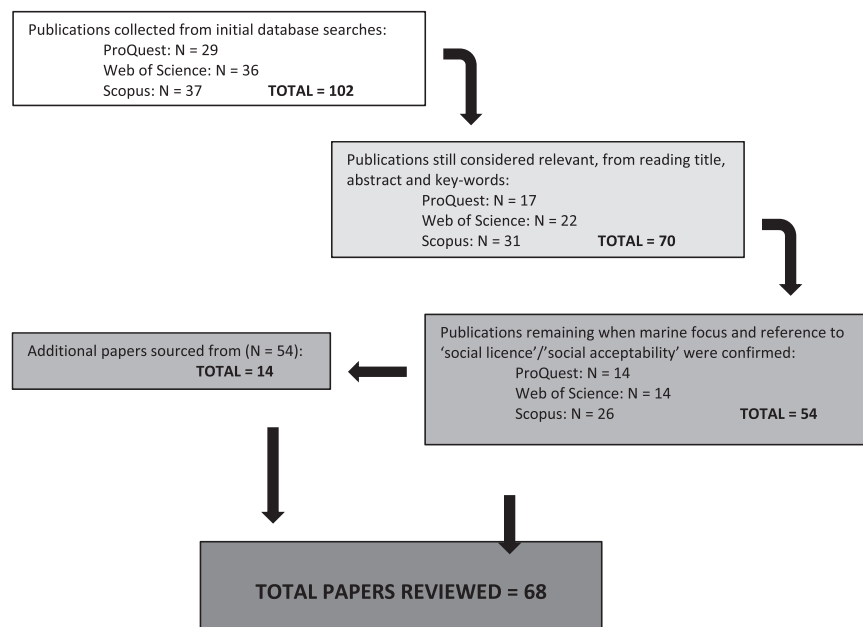 Publications collected from initial database searches:
ProQuest: N = 29
Web of Science: N = 36
Scopus: N = 37 TOTAL = 102
Publications still considered relevant, from reading title,
abstract and key-words:
ProQuest: N = 17
Web of Science: N = 22
Scopus: N = 31 TOTAL = 70
Publications remaining when marine focus and reference to
‘social licence’/’social acceptability’ were confirmed:
ProQuest: N = 14
Web of Science: N = 14
Scopus: N = 26 TOTAL = 54
Additional papers sourced from (N = 54):
TOTAL = 14
TOTAL PAPERS REVIEWED = 68